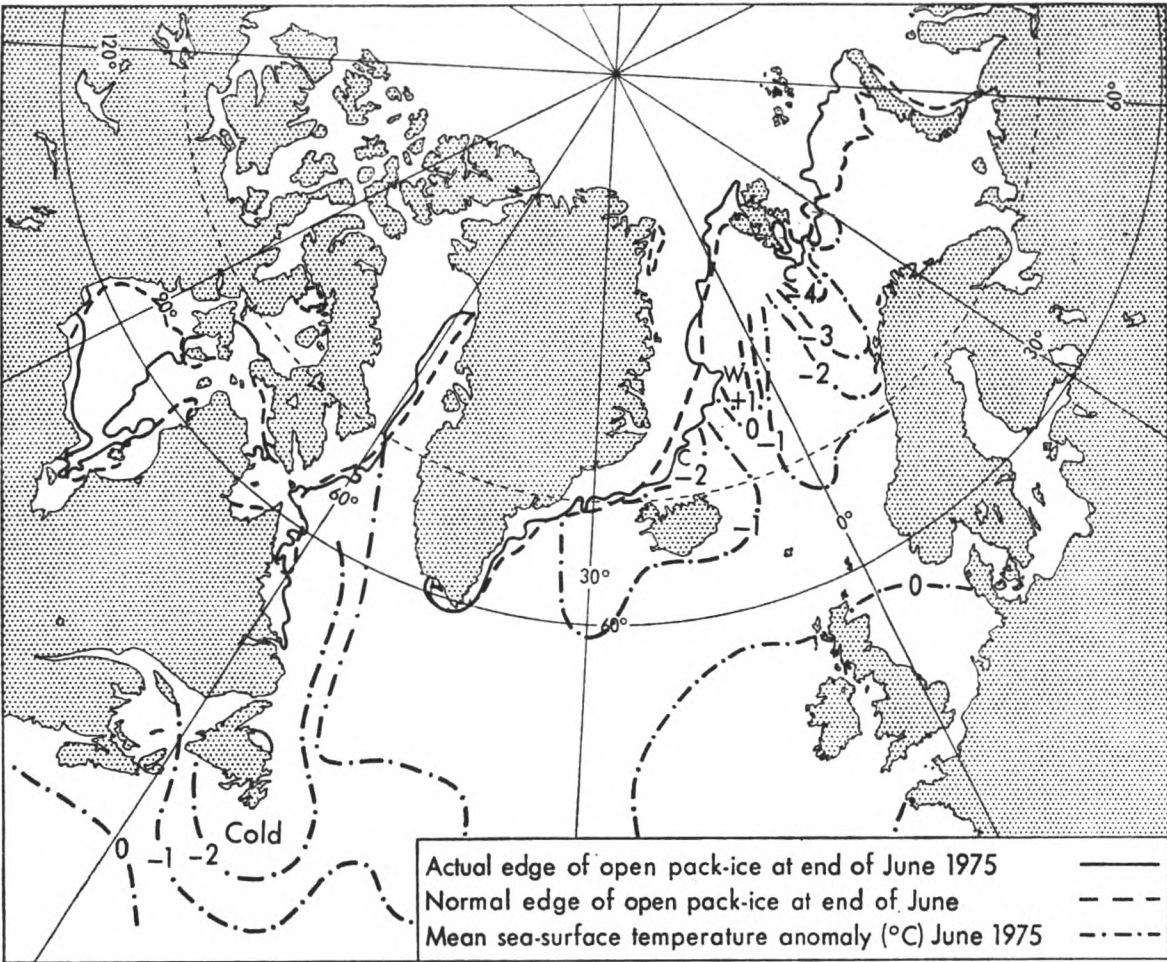 120°
60°
60°
30°
C
-4
-3
-2
W
+1
0
-1
C
-2
-1
60°
0°
30°
60°
0
0
-1
-2
Cold
Actual edge of open pack-ice at end of June 1975
Normal edge of open pack-ice at end of June
Mean sea-surface temperature anomaly (°C) June 1975